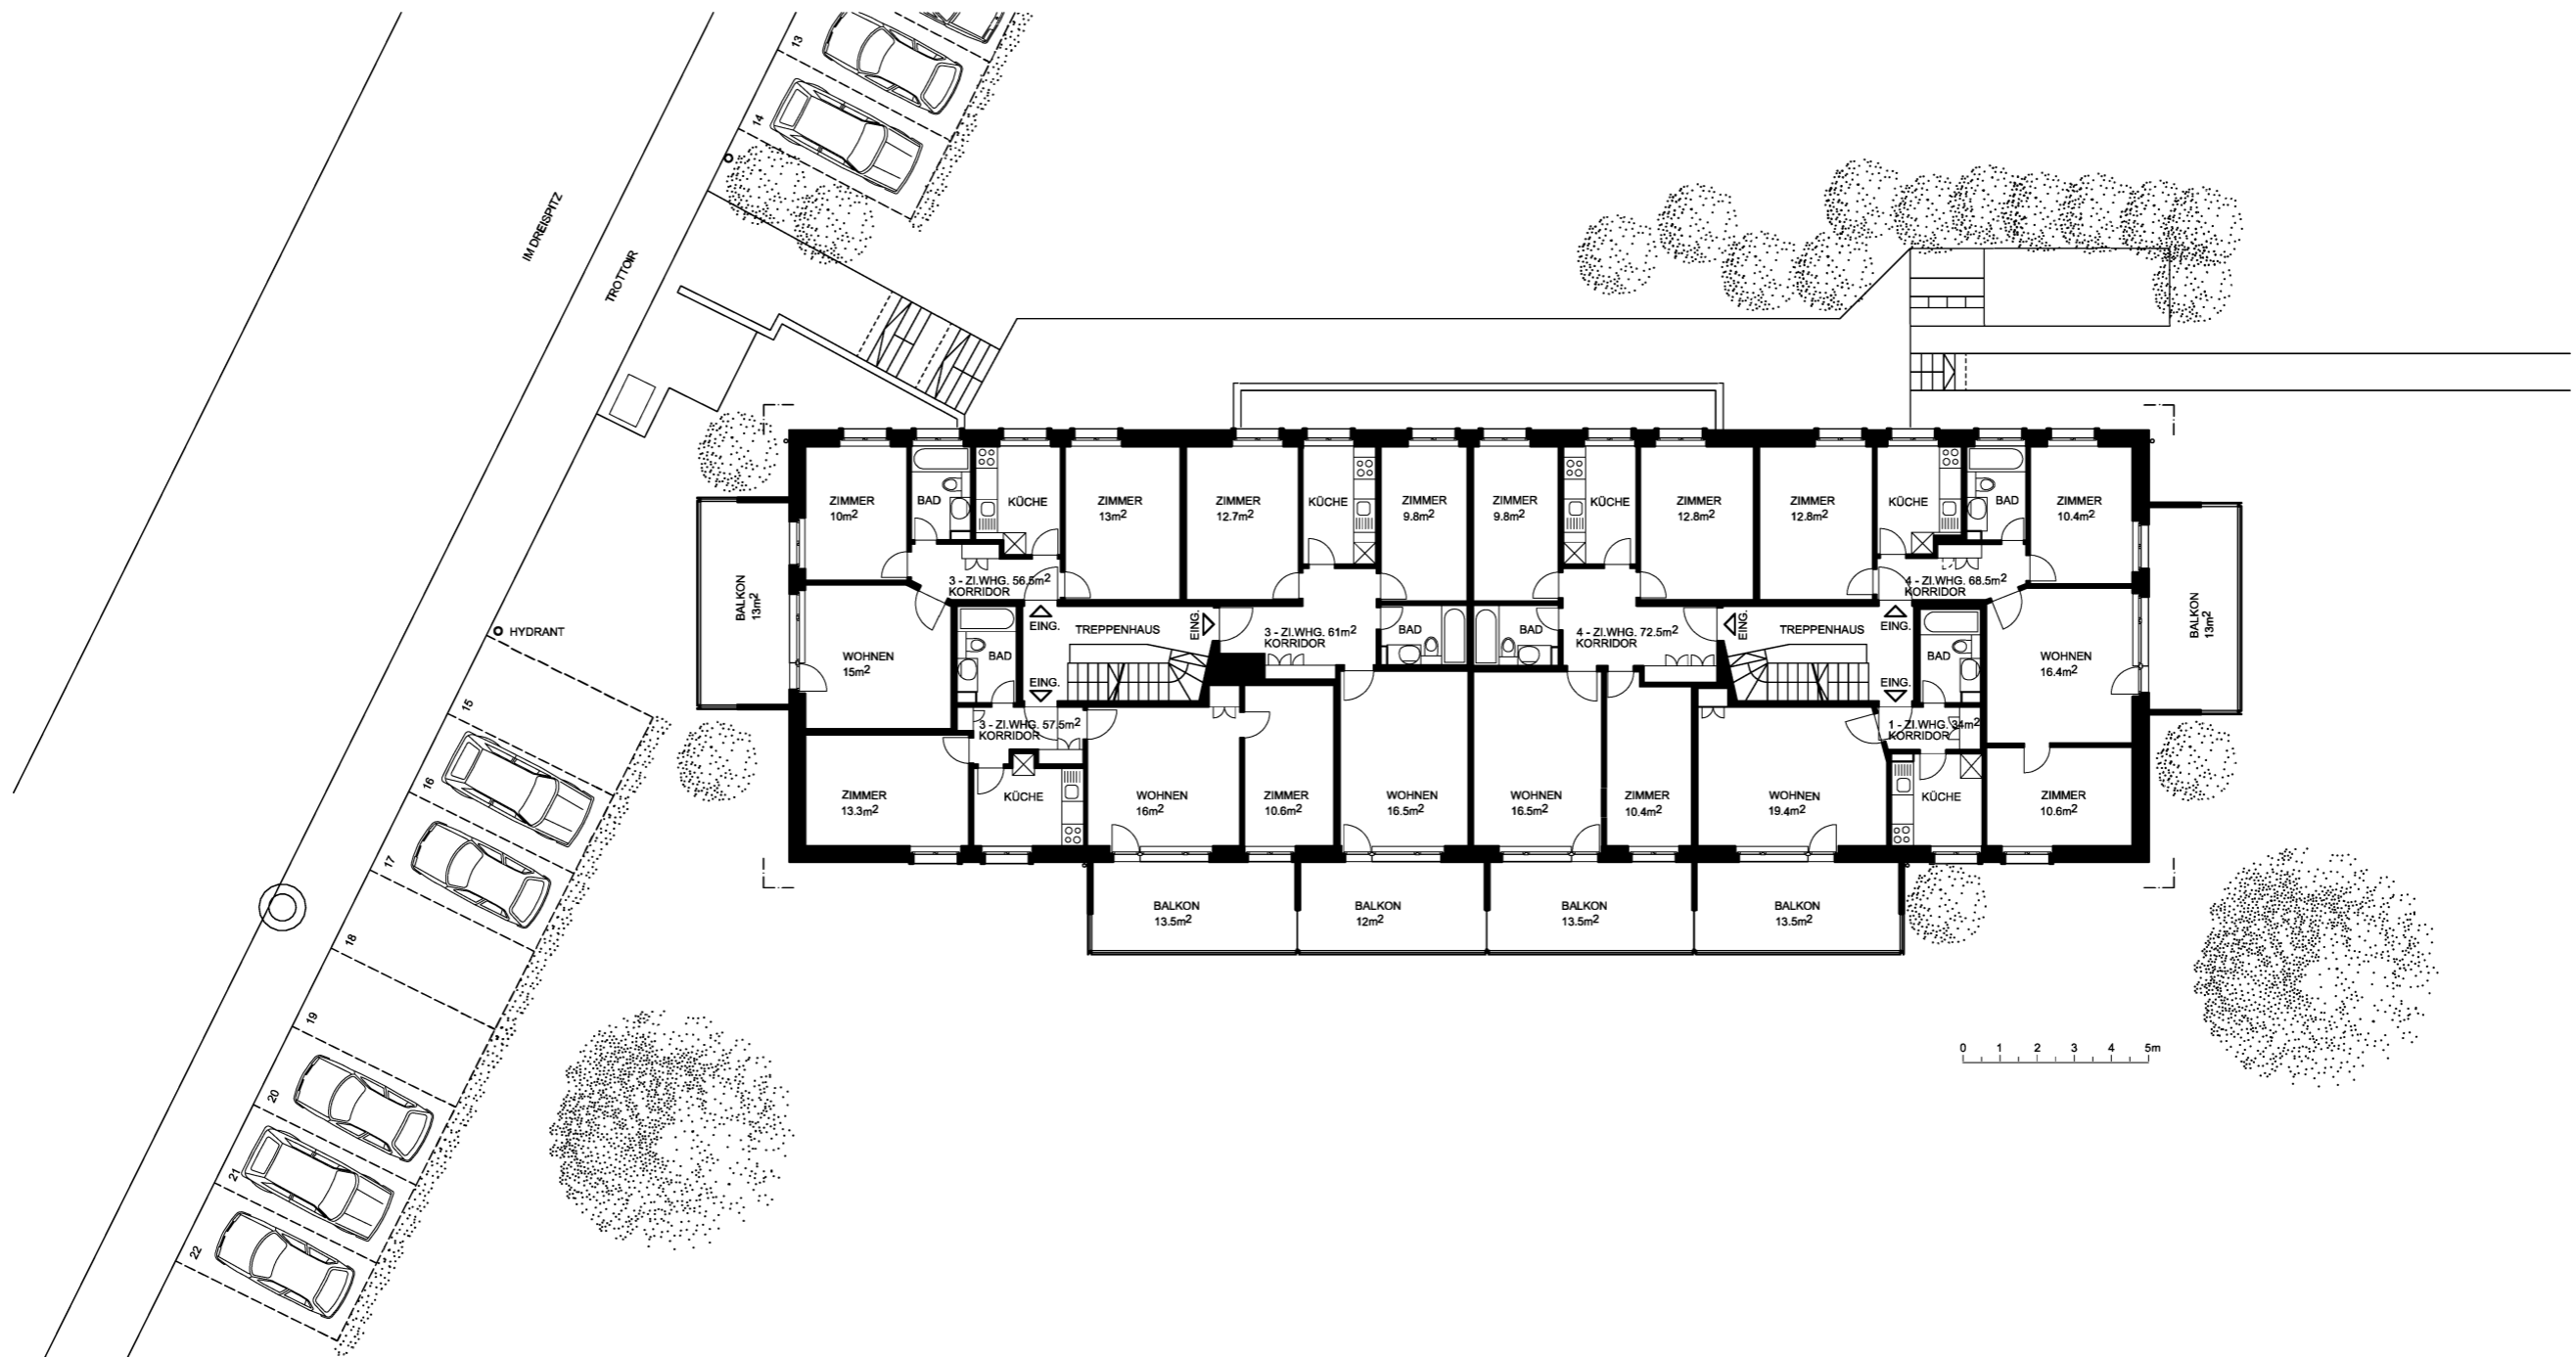 13
14
IM DREISPITZ
TROTTOIR
HYDRANT
15
16
17
18
19
20
21
22
BALKON
13m²
ZIMMER
10m²
BAD
KÜCHE
ZIMMER
13m²
3 - ZI.WHG. 56.5m²
KORRIDOR
WOHNEN
15m²
ZIMMER
12.7m²
KÜCHE
ZIMMER
9.8m²
3 - ZI.WHG. 61m²
KORRIDOR
BAD
ZIMMER
9.8m²
KÜCHE
ZIMMER
12.8m²
BAD
4 - ZI.WHG. 72.5m²
KORRIDOR
ZIMMER
12.8m²
KÜCHE
BAD
ZIMMER
10.4m²
4 - ZI.WHG. 68.5m²
KORRIDOR
WOHNEN
16.4m²
BALKON
13m²
EING.
TREPPENHAUS
EING.
EING.
BAD
EING.
TREPPENHAUS
EING.
EING.
BAD
3 - ZI.WHG. 57.5m²
KORRIDOR
ZIMMER
13.3m²
KÜCHE
WOHNEN
16m²
ZIMMER
10.6m²
WOHNEN
16.5m²
WOHNEN
16.5m²
ZIMMER
10.4m²
WOHNEN
19.4m²
1 - ZI.WHG. 34m²
KORRIDOR
KÜCHE
ZIMMER
10.6m²
BALKON
13.5m²
BALKON
12m²
BALKON
13.5m²
BALKON
13.5m²
0 1 2 3 4 5m